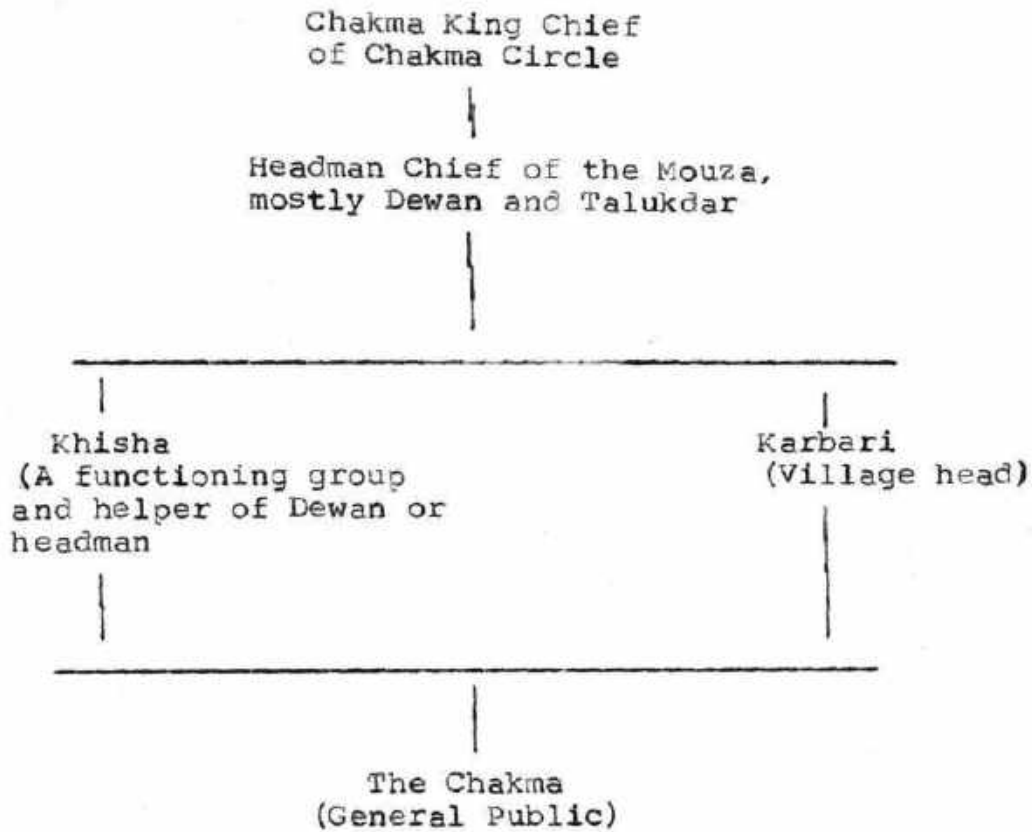 Chakma King Chief
of Chakma Circle
Headman Chief of the Mouza,
mostly Dewan and Talukdar
Khisha
(A functioning group
and helper of Dewan or
headman
Karbari
(Village head)
The Chakma
(General Public)